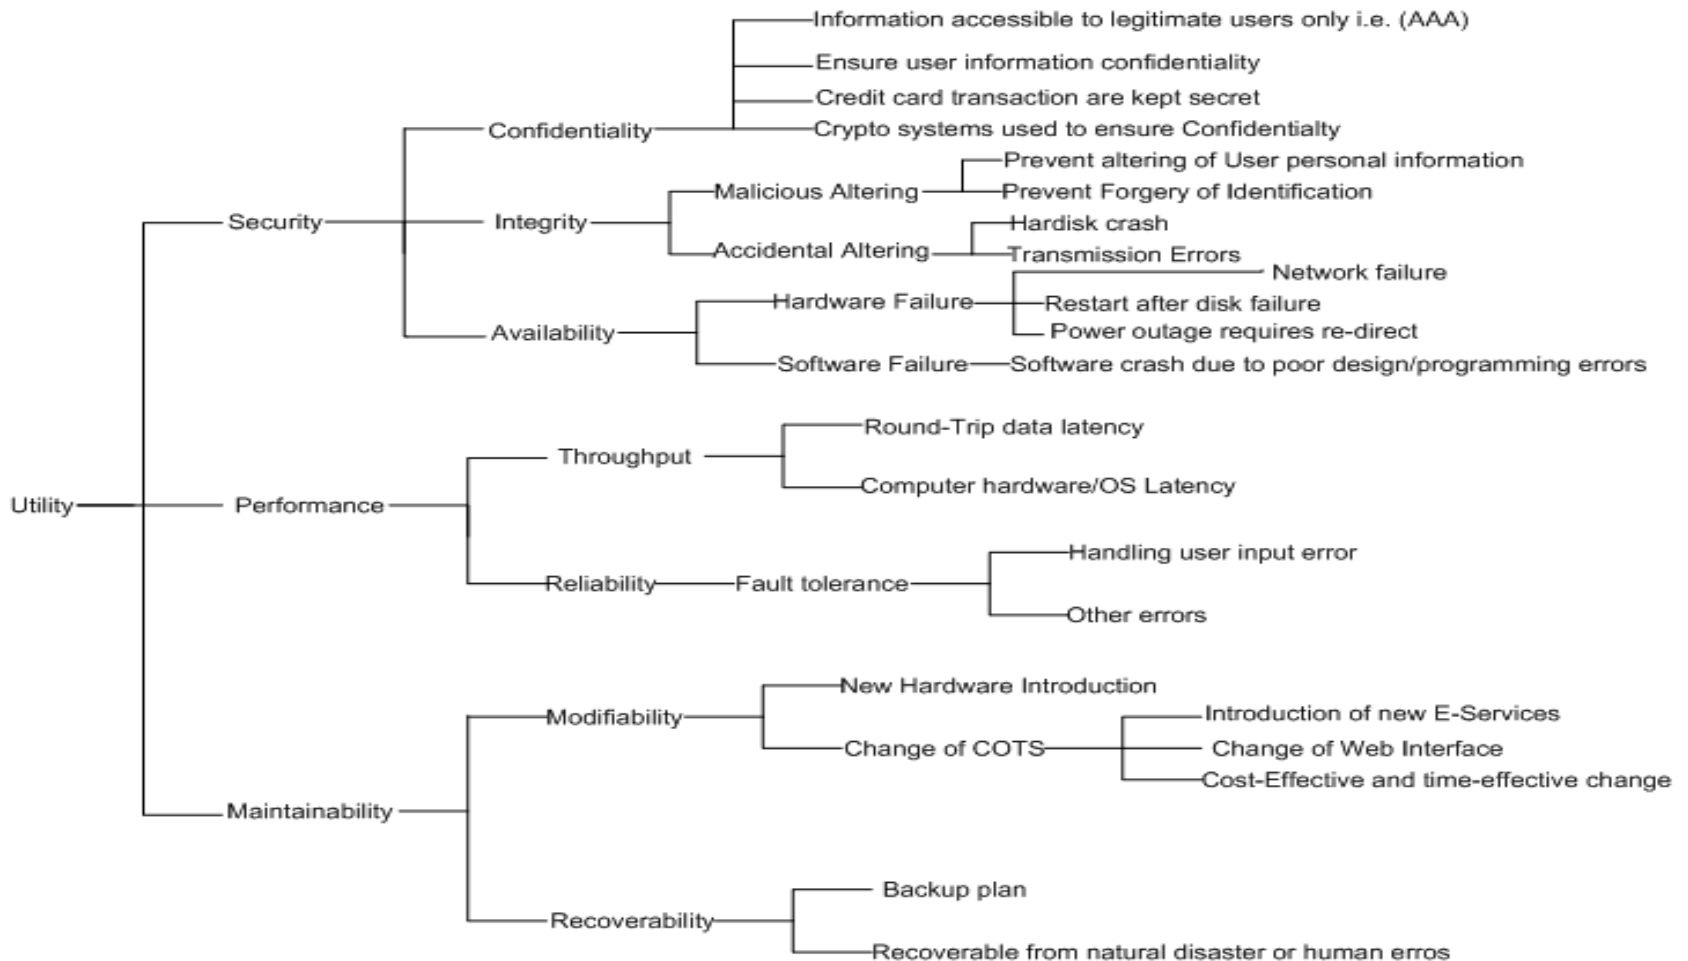 Information accessible to legitimate users only i.e. (AAA)
Ensure user information confidentiality
Credit card transaction are kept secret
Confidentiality
Crypto systems used to ensure Confidentialty
Prevent altering of User personal information
Malicious Altering
Prevent Forgery of Identification
Security
Integrity
Hardisk crash
Accidental Altering
Transmission Errors
Network failure
Hardware Failure
Restart after disk failure
Availability
Power outage requires re-direct
Software Failure
Software crash due to poor design/programming errors
Round-Trip data latency
Throughput
Computer hardware/OS Latency
Utility
Performance
Handling user input error
Reliability
Fault tolerance
Other errors
New Hardware Introduction
Modifiability
Introduction of new E-Services
Change of COTS
Change of Web Interface
Cost-Effective and time-effective change
Maintainability
Backup plan
Recoverability
Recoverable from natural disaster or human erros